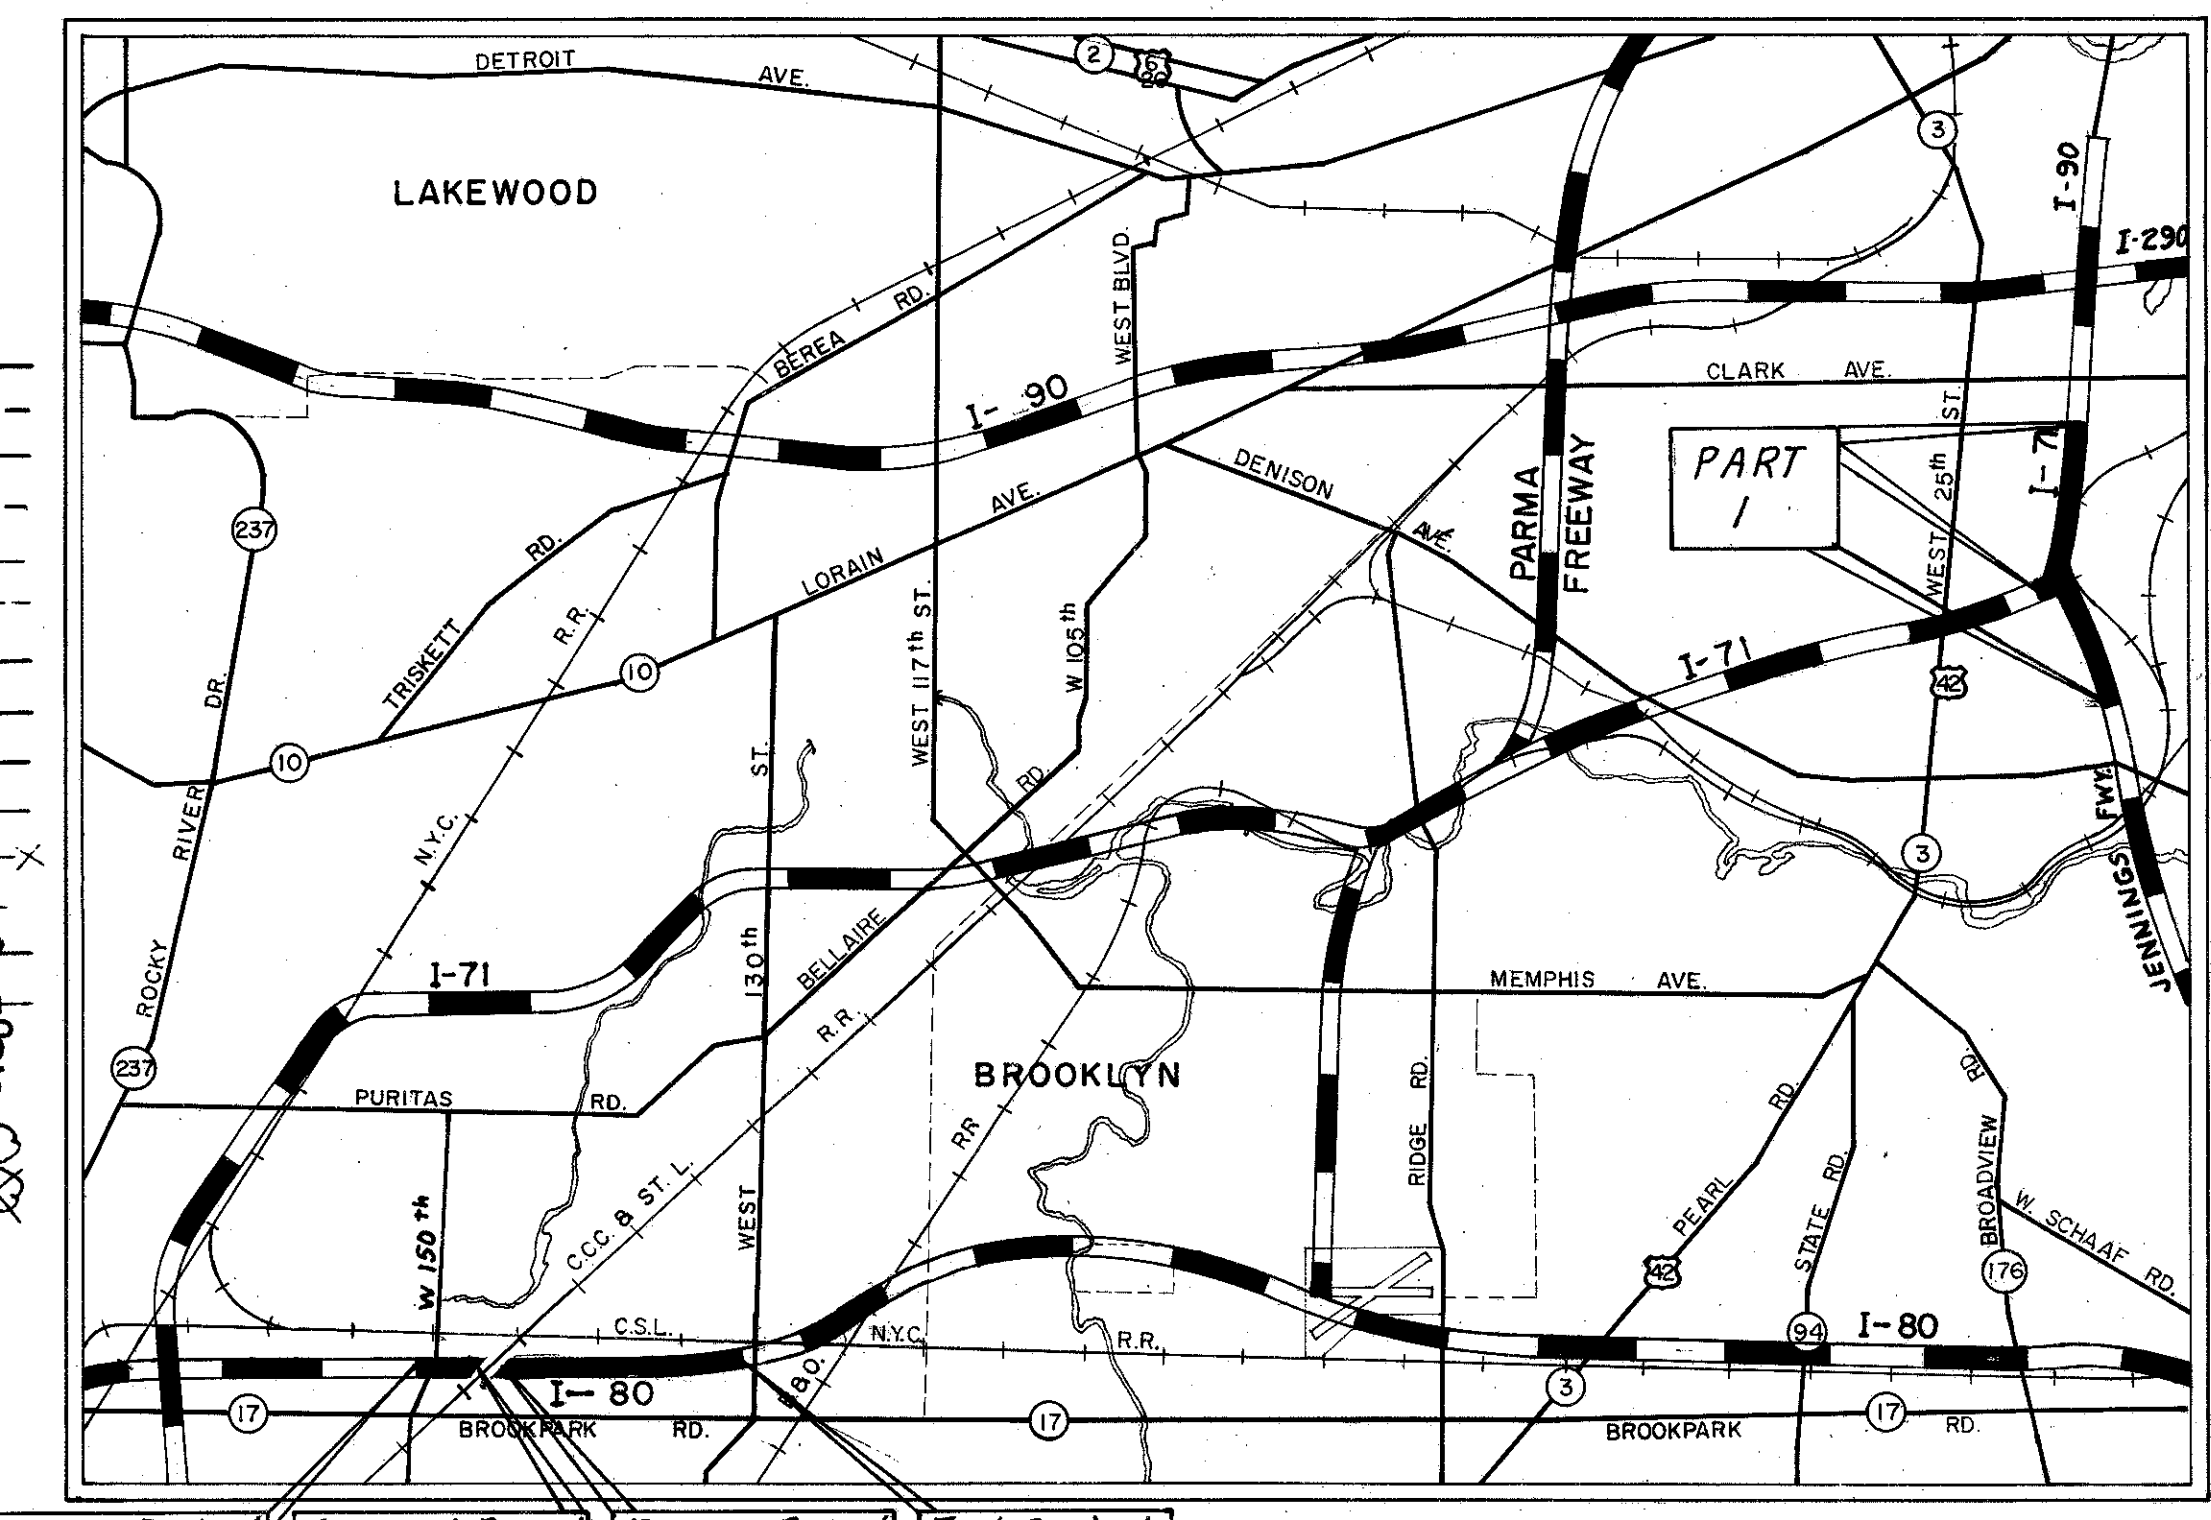 DETROIT AVE.
2
6
20
3
I-90
I-290
LAKEWOOD
WEST BLVD.
BEREA RD.
I-90
CLARK AVE.
WEST 25th ST.
I-71
PART
1
DENISON AVE.
PARMA
FREEWAY
237
TRISKETT RD.
LORAIN AVE.
10
10
N.Y.C. R.R.
WEST 117th ST.
W 105th
I-71
42
ROCKY RIVER DR.
237
BELLAIRE RD.
WEST 130th ST.
I-71
3
JENNINGS FWY.
MEMPHIS AVE.
PURITAS RD.
R.R.
BROOKLYN
RR
RIDGE RD.
PEARL RD.
STATE RD.
BROADVIEW RD.
W. SCHAAF RD.
W 150th
C.C.C. & ST. L.
42
176
C.S.L. N.Y.C. R.R.
94
I-80
B.&O.
I-80
3
17
17
17
BROOKPARK RD.
BROOKPARK RD.